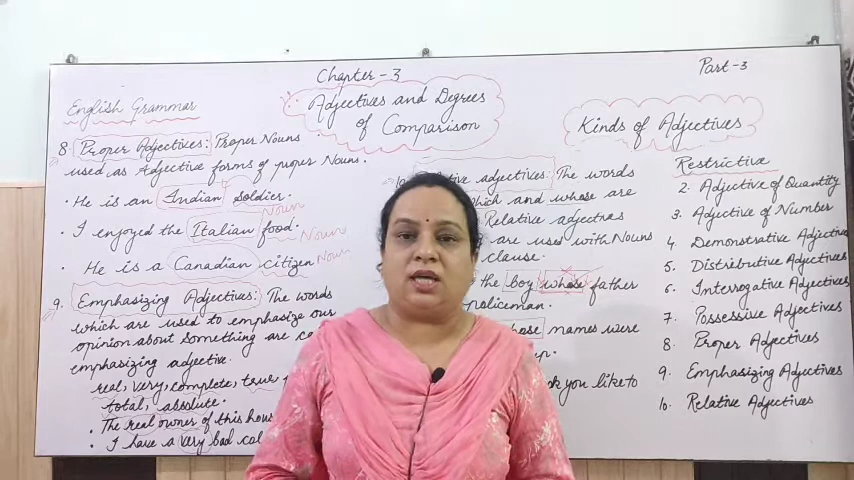 Chapter-3
Part-3
English Grammar
Adjectives and Degrees
of Comparison
Kinds of Adjectives
8 Proper Adjectives: Proper Nouns
used as Adjective forms of proper Nouns.
• He is an Indian soldier.
Noun
• I enjoyed the Italian food.
Noun
• He is a Canadian citizen Noun
9. Emphasizing Adjectives: The words
which are used to emphasize our
opinion about something are
emphasizing adjective.
real, very, complete, true
total, absolute.
• The real owner of this
• I have a very bad
10. adjectives: The words
which and whose are
Relative adjectives
are used with Nouns
clause.
the boy whose father
policeman.
names were
you like to
Restrictive
2. Adjective of Quantity
3. Adjective of Number
4. Demonstrative Adjective
5. Distributive Adjectives
6. Interrogative Adjectives
7. Possessive Adjectives
8. Proper Adjectives
9. Emphasizing Adjectives
10. Relative Adjectives